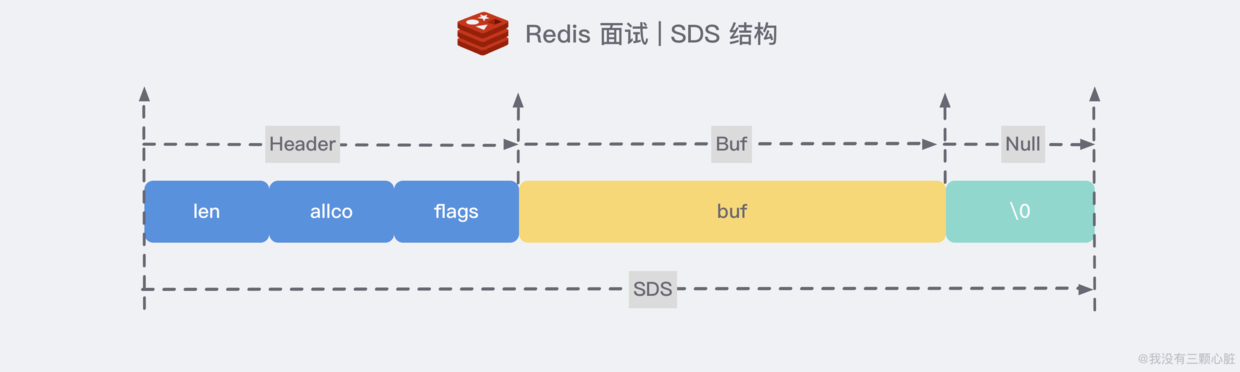 Redis 面试 | SDS 结构
Header
Buf
Null
len
allco
flags
buf
\0
SDS
@我没有三颗心脏